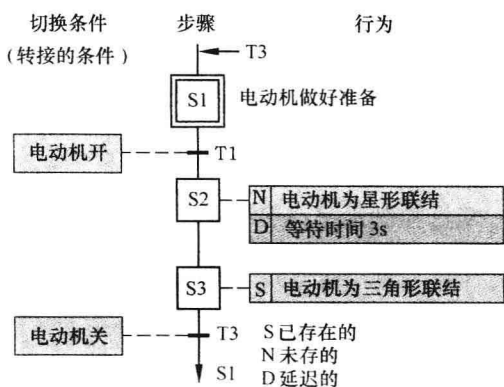 切换条件 步骤 行为
(转接的条件)
T3
S1 电动机做好准备
电动机开 T1
S2 N 电动机为星形联结
D 等待时间 3s
S3 S 电动机为三角形联结
电动机关 T3 S 已存在的
N 未存的
S1 D 延迟的